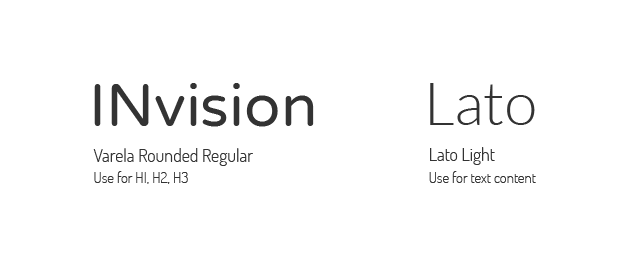 INvision
Varela Rounded Regular
Use for H1, H2, H3
Lato
Lato Light
Use for text content